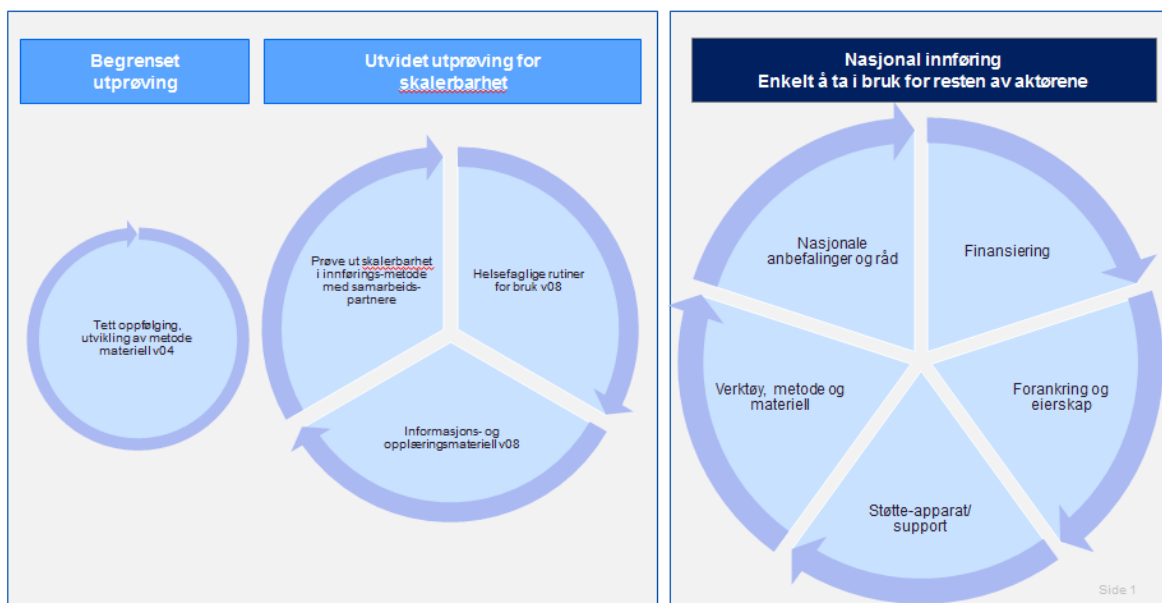 Begrenset
utprøving
Utvidet utprøving for
skalerbarhet
Tett oppfølging,
utvikling av metode
materiell v04
Prøve ut skalerbarhet
i innførings-metode
med samarbeids-
partnere
Helsefaglige rutiner
for bruk v08
Informasjons- og
opplæringsmateriell v08
Nasjonal innføring
Enkelt å ta i bruk for resten av aktørene
Nasjonale
anbefalinger og råd
Finansiering
Verktøy, metode og
materiell
Forankring og
eierskap
Støtte-apparat/
support
Side 1